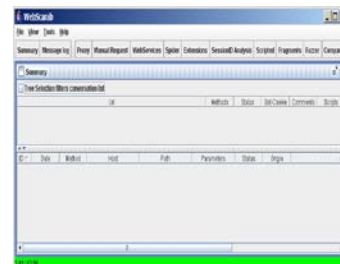 WebScarab
File View Tools Help
Summary Message log Proxy Manual Request WebServices Spider Extensions SessionID Analysis Scripted Fragments Fuzzer Compare
Summary
Tree Selection filters conversation list
Url Methods Status Set-Cookie Comments Scripts
ID Date Method Host Path Parameters Status Origin